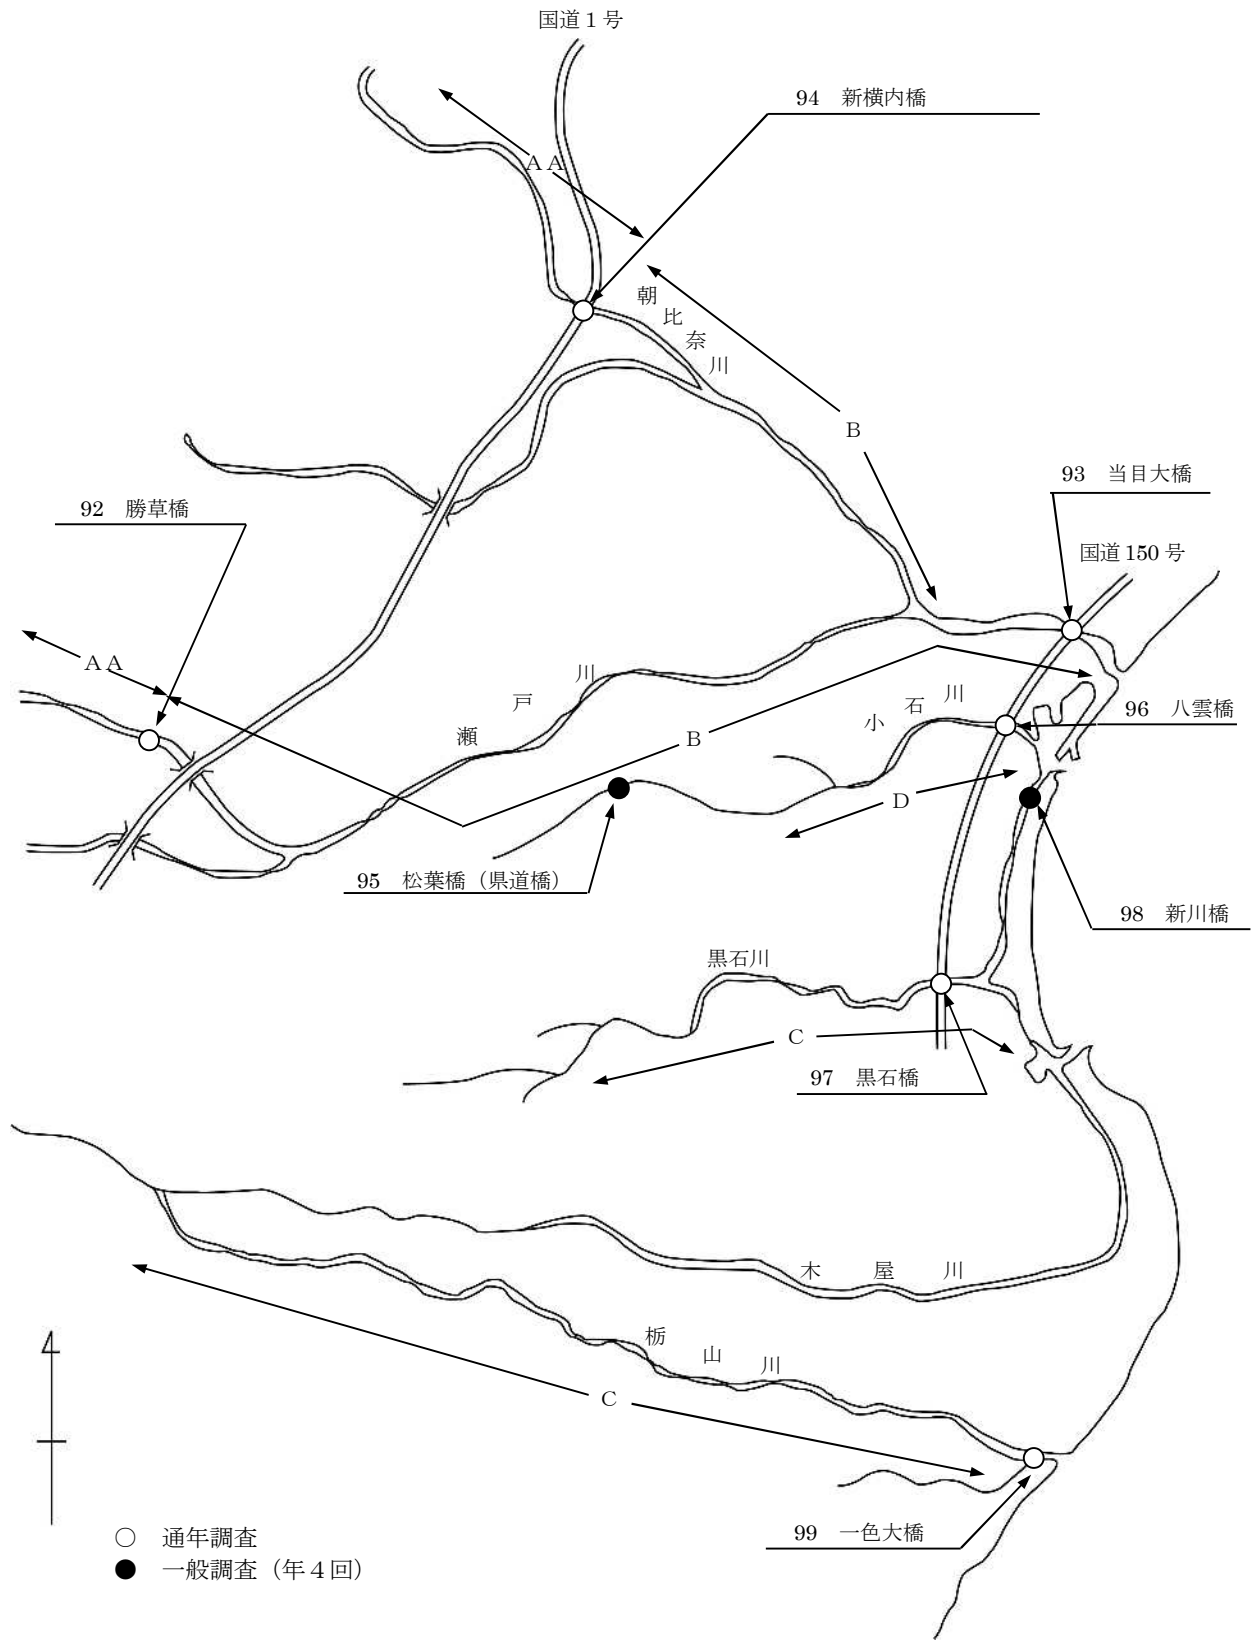 国道1号
94 新横内橋
AA
朝比奈川
B
93 当目大橋
92 勝草橋
国道150号
AA
瀬戸川
小石川
96 八雲橋
B
D
95 松葉橋（県道橋）
98 新川橋
黒石川
C
97 黒石橋
木屋川
栃山川
C
99 一色大橋
○ 通年調査
● 一般調査（年4回）